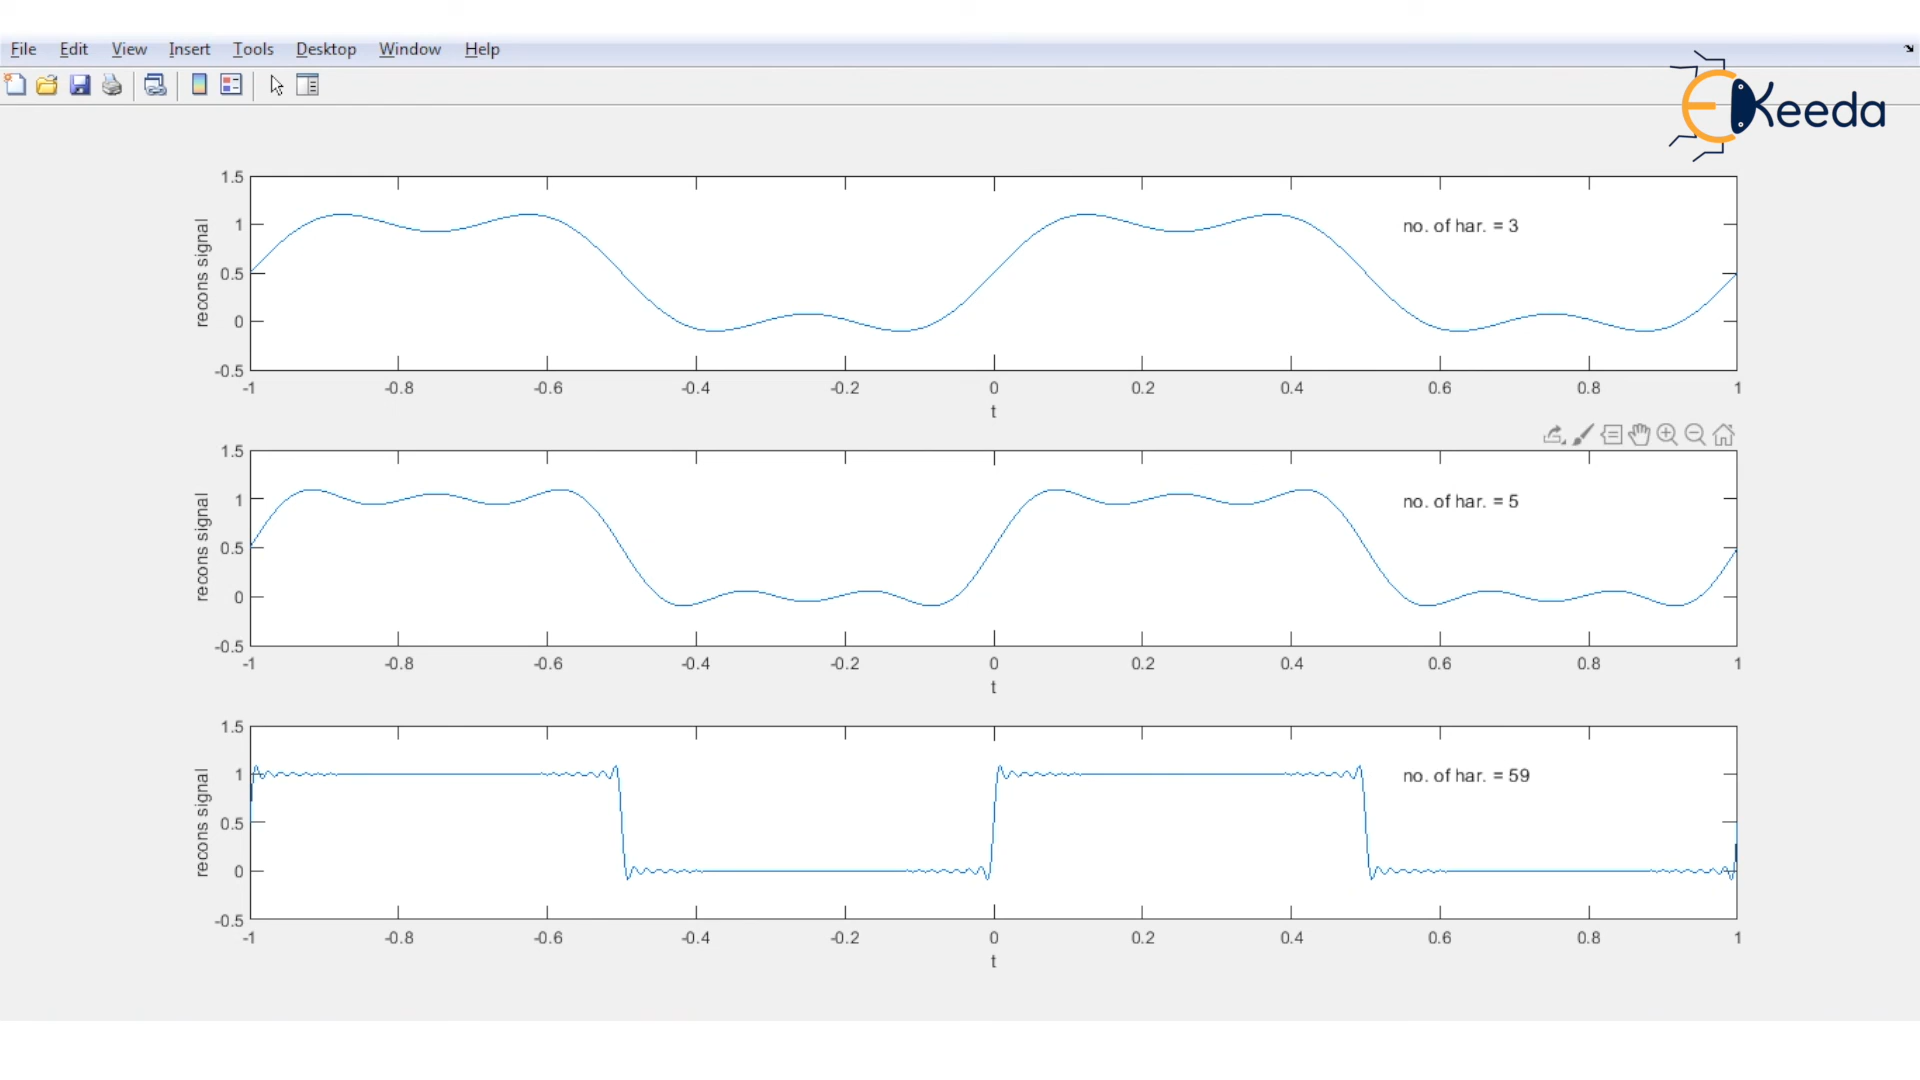 File Edit View Insert Tools Desktop Window Help
EKeeda
1.5
1
0.5
0
-0.5
recons signal
no. of har. = 3
-1 -0.8 -0.6 -0.4 -0.2 0 0.2 0.4 0.6 0.8 1
t
1.5
1
0.5
0
-0.5
recons signal
no. of har. = 5
-1 -0.8 -0.6 -0.4 -0.2 0 0.2 0.4 0.6 0.8 1
t
1.5
1
0.5
0
-0.5
recons signal
no. of har. = 59
-1 -0.8 -0.6 -0.4 -0.2 0 0.2 0.4 0.6 0.8 1
t